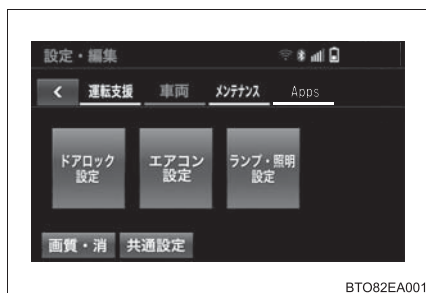 設定・編集
運転支援 車両 メンテナンス Apps
ドアロック
設定
エアコン
設定
ランプ・照明
設定
画質・消 共通設定
BTO82EA001